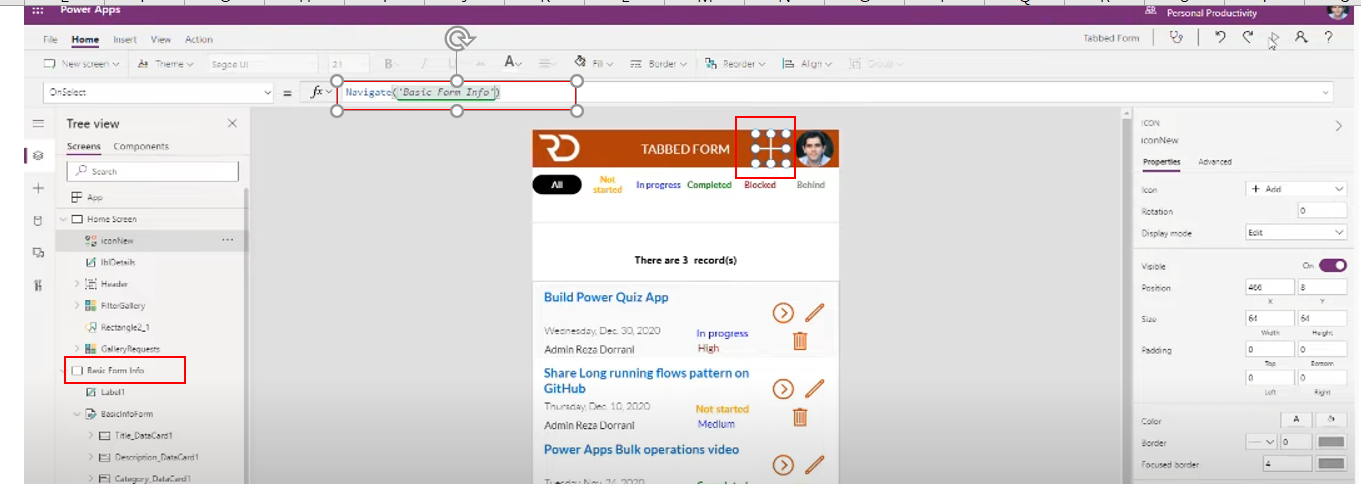 Power Apps
Personal Productivity
File Home Insert View Action
Tabbed Form
New screen Theme Segoe UI 21 B Fill Border Reorder Align Group
OnSelect = fx Navigate('Basic Form Info')
Tree view
Screens Components
Search
App
Home Screen
iconNew
lblDetails
Header
FilterGallery
Rectangle2_1
GalleryRequests
Basic Form Info
Label1
BasicInfoForm
Title_DataCard1
Description_DataCard1
Category_DataCard1
TABBED FORM
All Not started In progress Completed Blocked Behind
There are 3 record(s)
Build Power Quiz App
Wednesday, Dec. 30, 2020 In progress
Admin Reza Dorrani High
Share Long running flows pattern on
GitHub
Thursday, Dec. 10, 2020 Not started
Admin Reza Dorrani Medium
Power Apps Bulk operations video
Tuesday, Nov. 24, 2020
ICON
iconNew
Properties Advanced
Icon + Add
Rotation 0
Display mode Edit
Visible On
Position 466 8
X Y
Size 64 64
Width Height
Padding 0 0
Top Bottom
0 0
Left Right
Color A
Border 0
Focused border 4